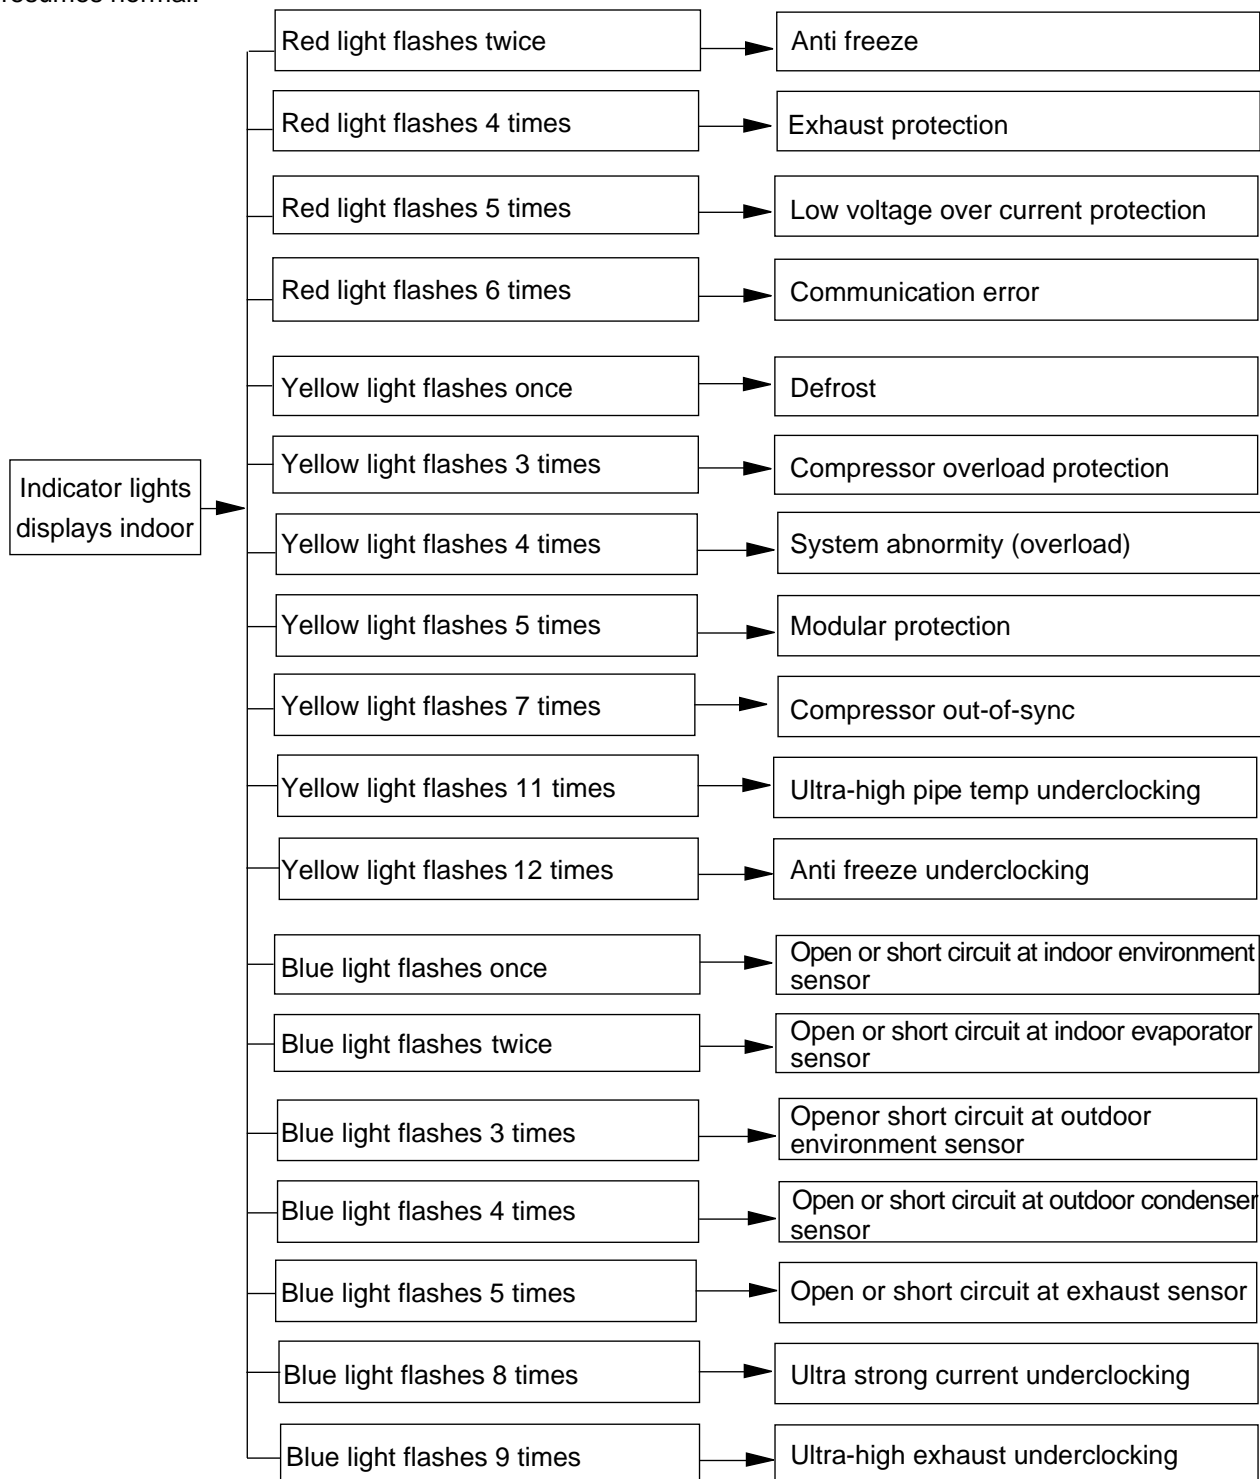 resumes normal.
Red light flashes twice
Anti freeze
Red light flashes 4 times
Exhaust protection
Red light flashes 5 times
Low voltage over current protection
Red light flashes 6 times
Communication error
Yellow light flashes once
Defrost
Yellow light flashes 3 times
Compressor overload protection
Indicator lights
displays indoor
Yellow light flashes 4 times
System abnormity (overload)
Yellow light flashes 5 times
Modular protection
Yellow light flashes 7 times
Compressor out-of-sync
Yellow light flashes 11 times
Ultra-high pipe temp underclocking
Yellow light flashes 12 times
Anti freeze underclocking
Blue light flashes once
Open or short circuit at indoor environment
sensor
Blue light flashes twice
Open or short circuit at indoor evaporator
sensor
Blue light flashes 3 times
Openor short circuit at outdoor
environment sensor
Blue light flashes 4 times
Open or short circuit at outdoor condenser
sensor
Blue light flashes 5 times
Open or short circuit at exhaust sensor
Blue light flashes 8 times
Ultra strong current underclocking
Blue light flashes 9 times
Ultra-high exhaust underclocking